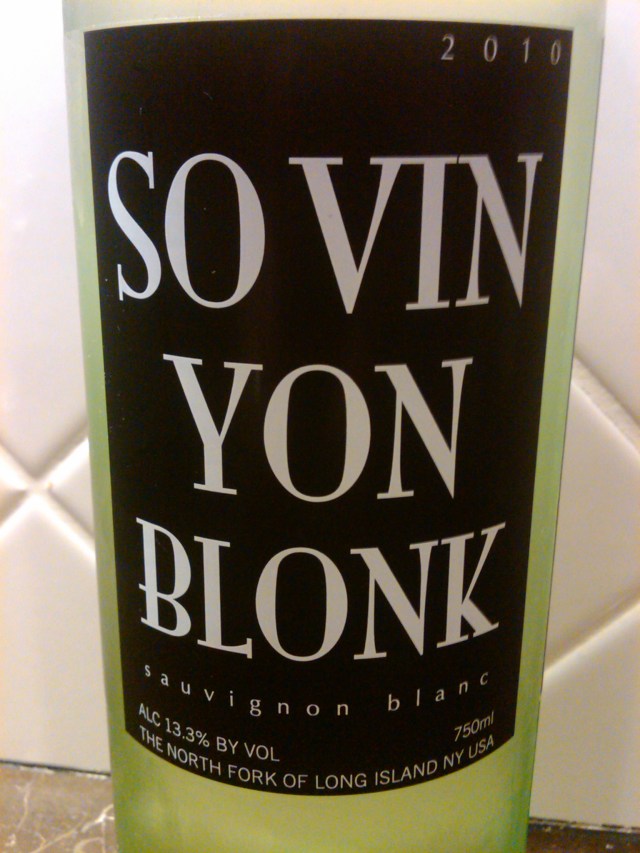 2010
SO VIN
YON
BLONK
sauvignon blanc
ALC 13.3% BY VOL 750ml
THE NORTH FORK OF LONG ISLAND NY USA